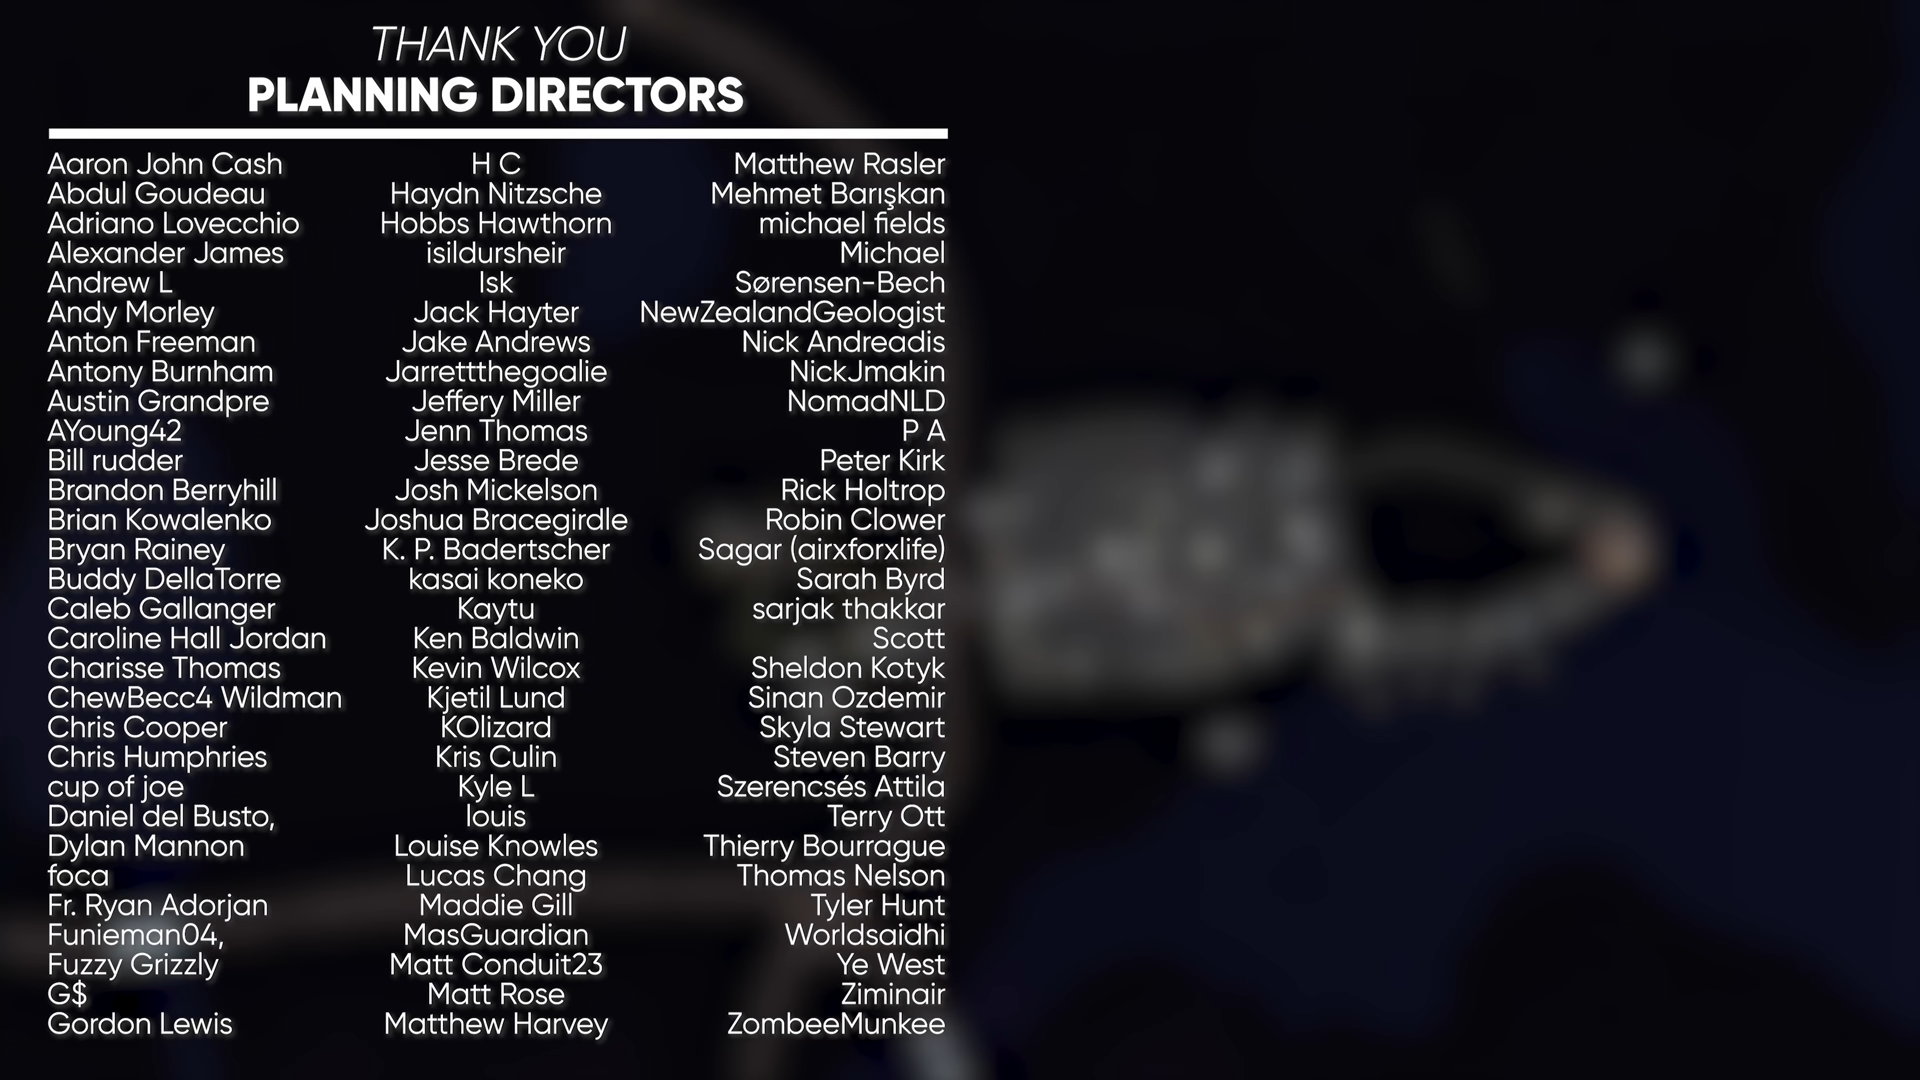 THANK YOU
PLANNING DIRECTORS
Aaron John Cash
Abdul Goudeau
Adriano Lovecchio
Alexander James
Andrew L
Andy Morley
Anton Freeman
Antony Burnham
Austin Grandpre
AYoung42
Bill rudder
Brandon Berryhill
Brian Kowalenko
Bryan Rainey
Buddy DellaTorre
Caleb Gallanger
Caroline Hall Jordan
Charisse Thomas
ChewBecc4 Wildman
Chris Cooper
Chris Humphries
cup of joe
Daniel del Busto,
Dylan Mannon
foca
Fr. Ryan Adorjan
Funieman04,
Fuzzy Grizzly
G$
Gordon Lewis
H C
Haydn Nitzsche
Hobbs Hawthorn
isildursheir
Isk
Jack Hayter
Jake Andrews
Jarrettthegoalie
Jeffery Miller
Jenn Thomas
Jesse Brede
Josh Mickelson
Joshua Bracegirdle
K. P. Badertscher
kasai koneko
Kaytu
Ken Baldwin
Kevin Wilcox
Kjetil Lund
KOlizard
Kris Culin
Kyle L
louis
Louise Knowles
Lucas Chang
Maddie Gill
MasGuardian
Matt Conduit23
Matt Rose
Matthew Harvey
Matthew Rasler
Mehmet Barışkan
michael fields
Michael
Sørensen-Bech
NewZealandGeologist
Nick Andreadis
NickJmakin
NomadNLD
P A
Peter Kirk
Rick Holtrop
Robin Clower
Sagar (airxforxlife)
Sarah Byrd
sarjak thakkar
Scott
Sheldon Kotyk
Sinan Ozdemir
Skyla Stewart
Steven Barry
Szerencsés Attila
Terry Ott
Thierry Bourrague
Thomas Nelson
Tyler Hunt
Worldsaidhi
Ye West
Ziminair
ZombeeMunkee